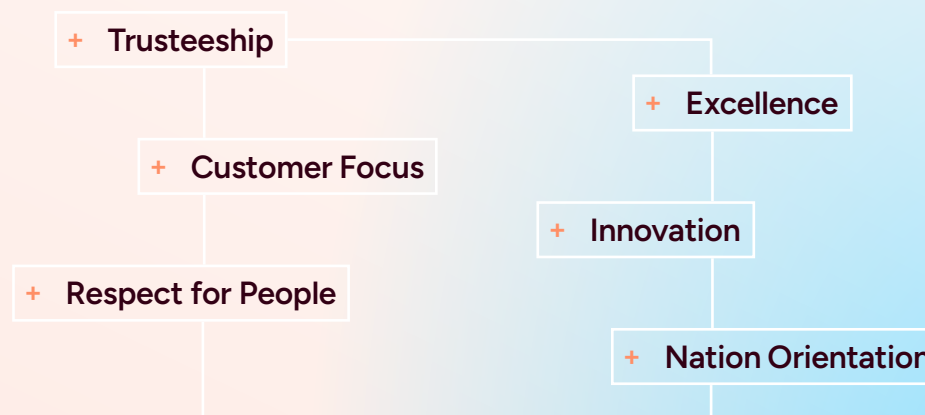 + Trusteeship
+ Excellence
+ Customer Focus
+ Innovation
+ Respect for People
+ Nation Orientation